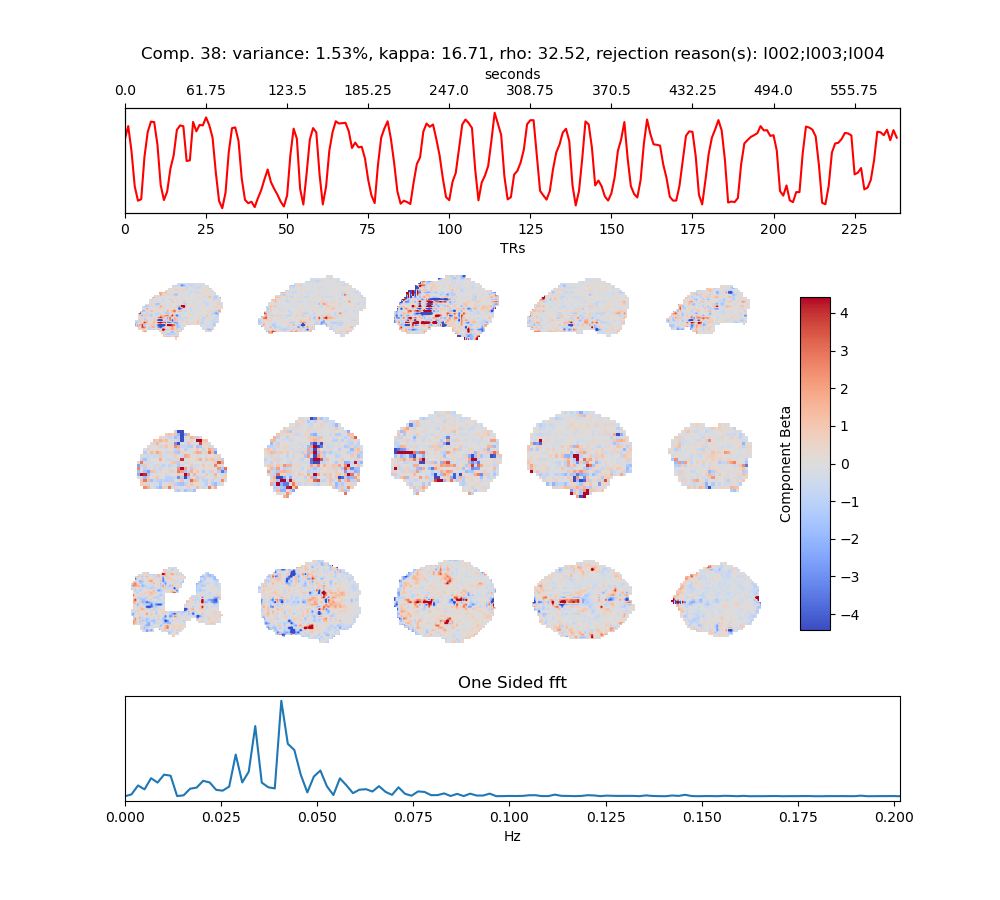 Comp. 38: variance: 1.53%, kappa: 16.71, rho: 32.52, rejection reason(s): I002;I003;I004
seconds
0.0 61.75 123.5 185.25 247.0 308.75 370.5 432.25 494.0 555.75
0 25 50 75 100 125 150 175 200 225
TRs
4
3
2
1
0
−1
−2
−3
−4
Component Beta
One Sided fft
0.000 0.025 0.050 0.075 0.100 0.125 0.150 0.175 0.200
Hz